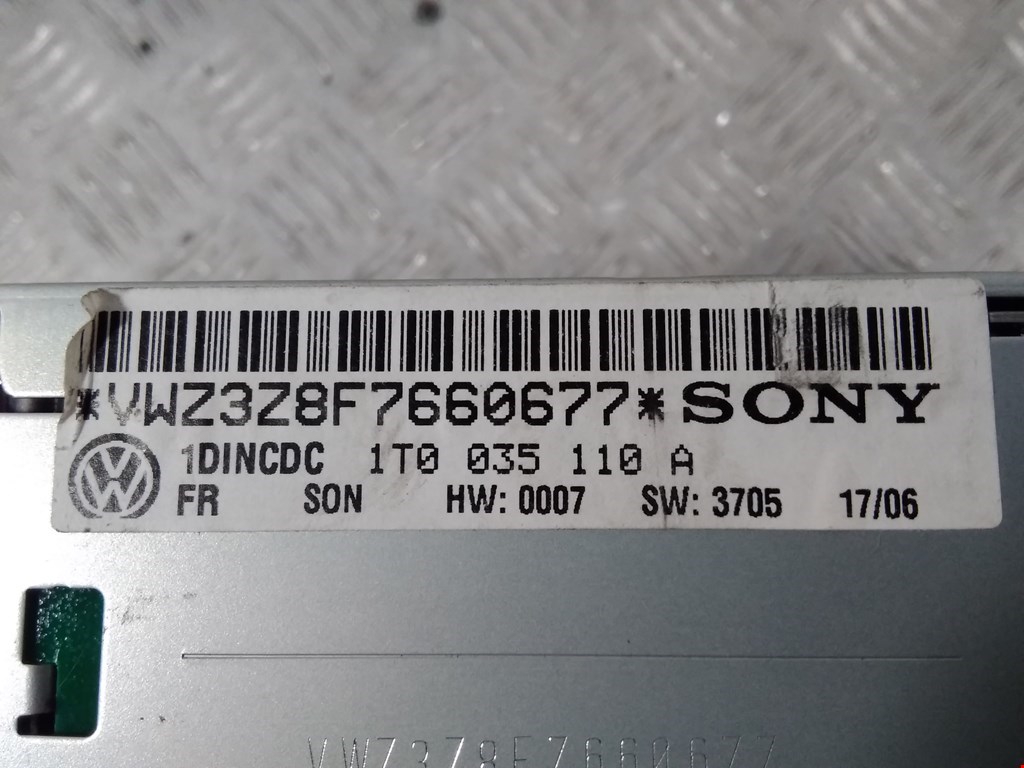 *VWZ3Z8F7660677* SONY
1DINCDC 1T0 035 110 A
FR SON HW: 0007 SW: 3705 17/06
VWZ3Z8F7660677